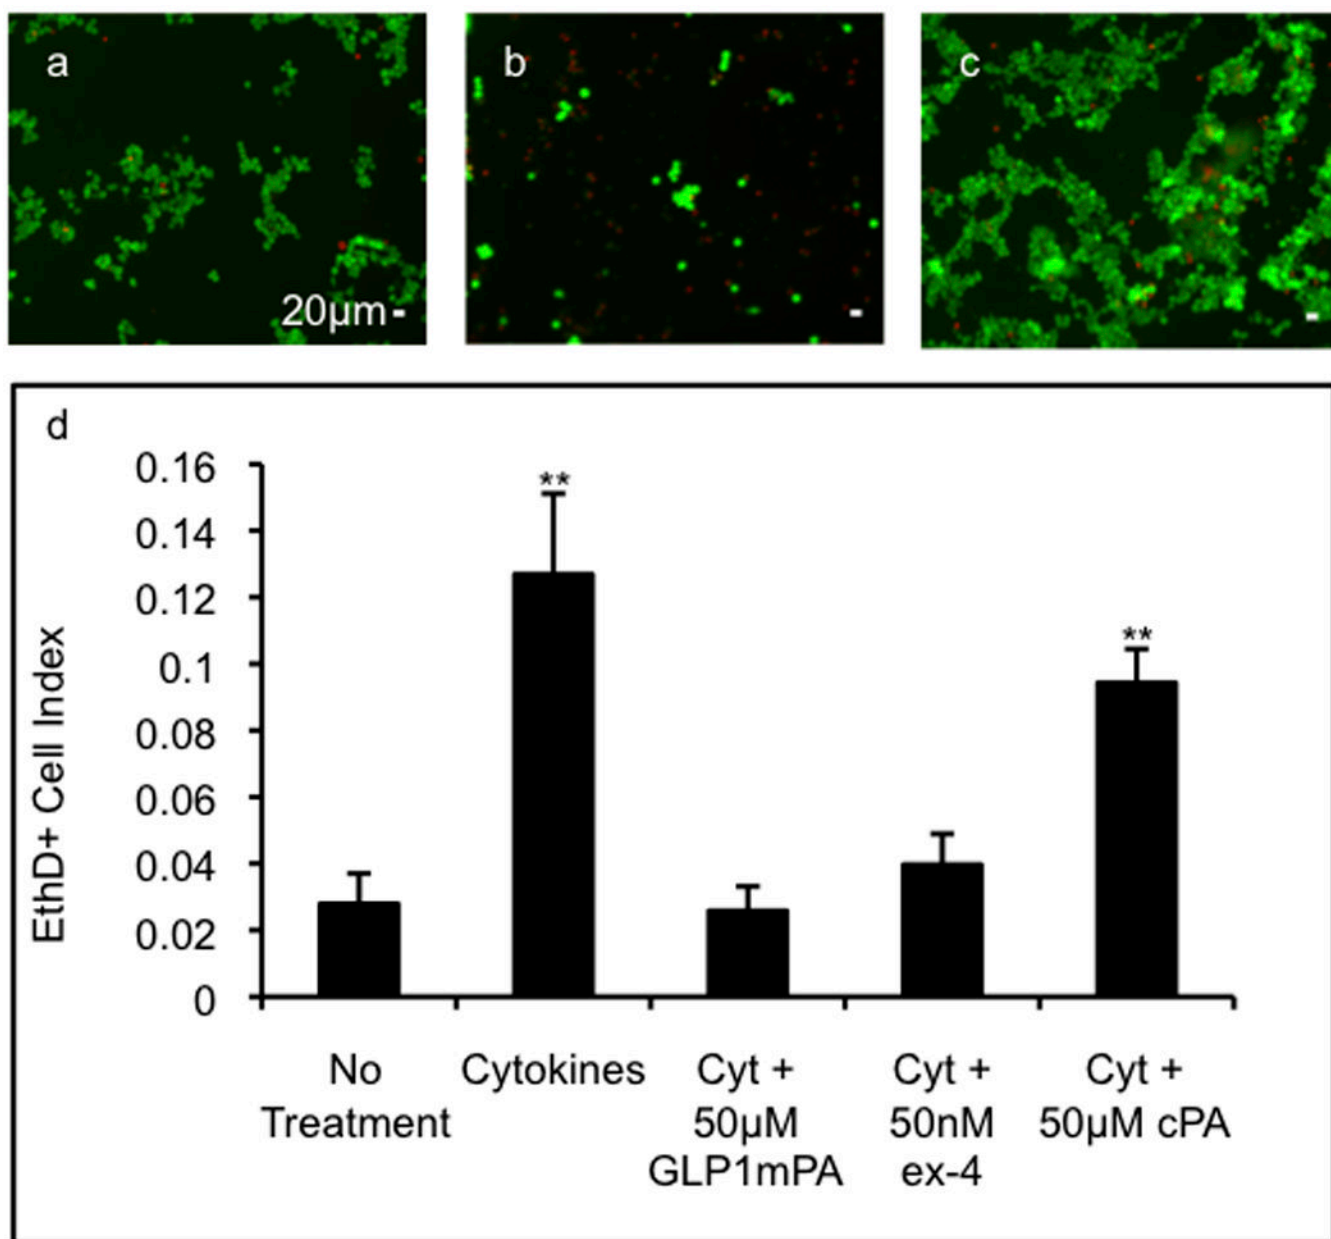 a
b
c
20µm
d
0.16
0.14
0.12
0.1
0.08
0.06
0.04
0.02
0
EthD+ Cell Index
**
**
No
Treatment
Cytokines
Cyt +
50µM
GLP1mPA
Cyt +
50nM
ex-4
Cyt +
50µM cPA